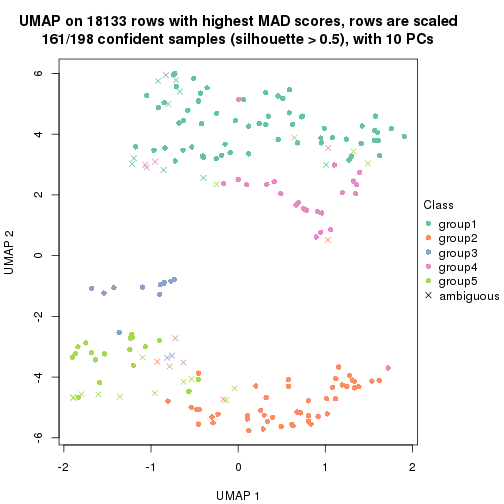 UMAP on 18133 rows with highest MAD scores, rows are scaled
161/198 confident samples (silhouette > 0.5), with 10 PCs
6
4
2
0
-2
-4
-6
UMAP 2
-2
-1
0
1
2
UMAP 1
Class
group1
group2
group3
group4
group5
ambiguous